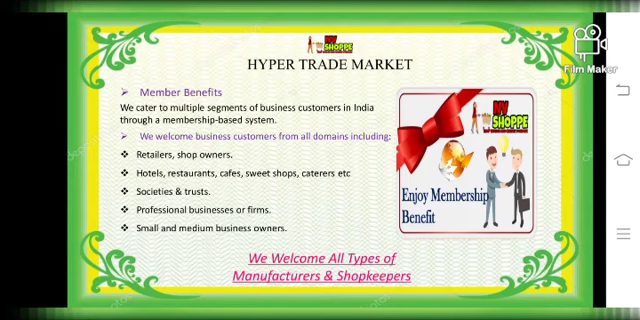 MY
SHOPPE
HYPER TRADE MARKET
Film Maker
➢ Member Benefits
We cater to multiple segments of business customers in India
through a membership-based system.
➢ We welcome business customers from all domains including:
❖ Retailers, shop owners.
❖ Hotels, restaurants, cafes, sweet shops, caterers etc
❖ Societies & trusts.
❖ Professional businesses or firms.
❖ Small and medium business owners.
MY
SHOPPE
Enjoy Membership
Benefit
We Welcome All Types of
Manufacturers & Shopkeepers